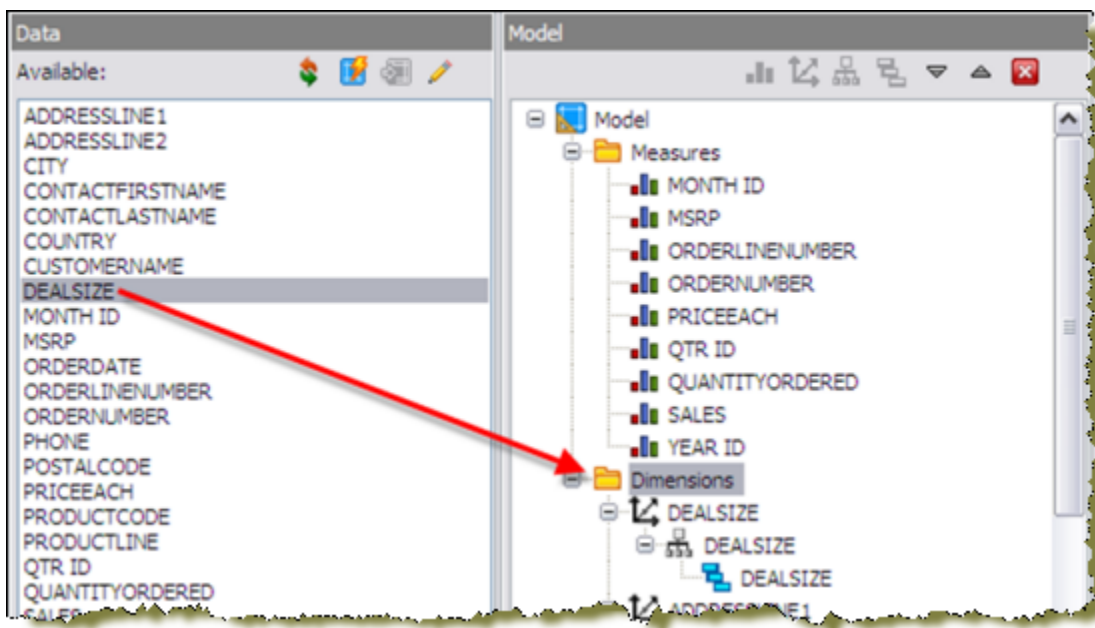 Data
Available:
ADDRESSLINE1
ADDRESSLINE2
CITY
CONTACTFIRSTNAME
CONTACTLASTNAME
COUNTRY
CUSTOMERNAME
DEALSIZE
MONTH ID
MSRP
ORDERDATE
ORDERLINENUMBER
ORDERNUMBER
PHONE
POSTALCODE
PRICEEACH
PRODUCTCODE
PRODUCTLINE
QTR ID
QUANTITYORDERED
SALES
Model
Model
Measures
MONTH ID
MSRP
ORDERLINENUMBER
ORDERNUMBER
PRICEEACH
QTR ID
QUANTITYORDERED
SALES
YEAR ID
Dimensions
DEALSIZE
DEALSIZE
DEALSIZE
ADDRESSLINE1